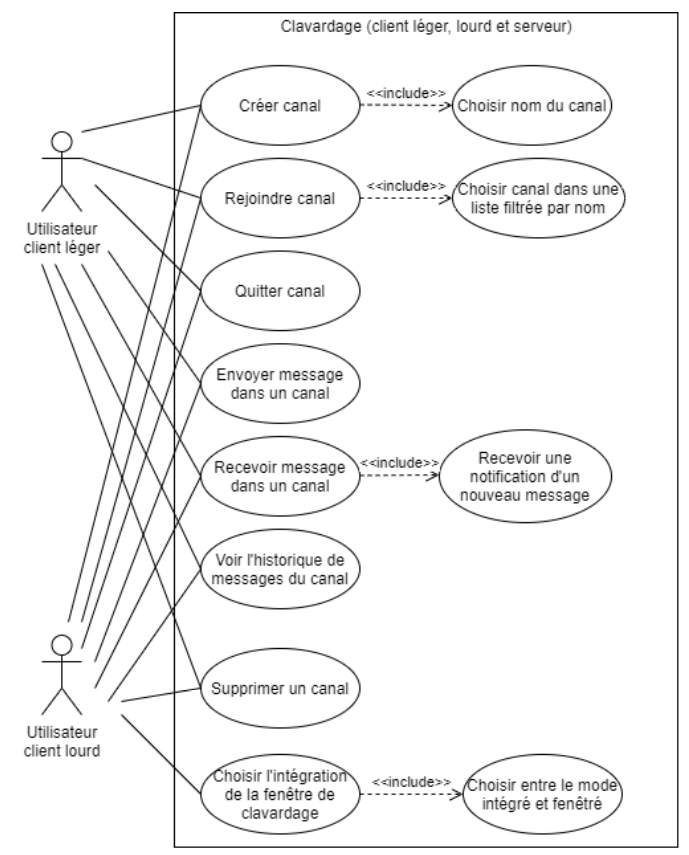 Clavardage (client léger, lourd et serveur)
Créer canal
<<include>>
Choisir nom du canal
Utilisateur
client léger
Rejoindre canal
<<include>>
Choisir canal dans une
liste filtrée par nom
Quitter canal
Envoyer message
dans un canal
Recevoir message
dans un canal
<<include>>
Recevoir une
notification d'un
nouveau message
Voir l'historique de
messages du canal
Supprimer un canal
Utilisateur
client lourd
Choisir l'intégration
de la fenêtre de
clavardage
<<include>>
Choisir entre le mode
intégré et fenêtré